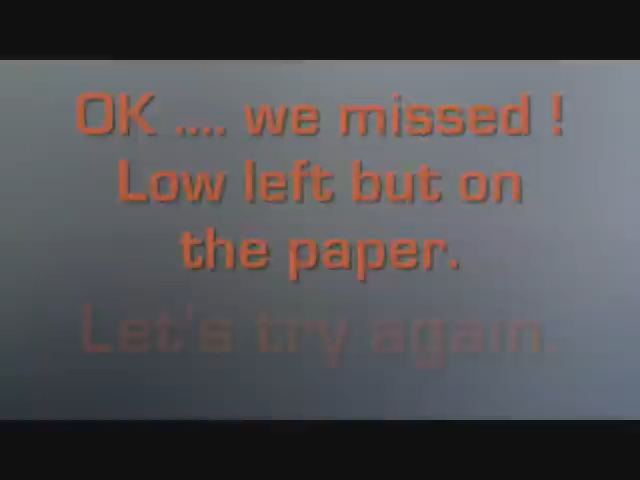 OK .... we missed !
Low left but on
the paper.
Let's try again.